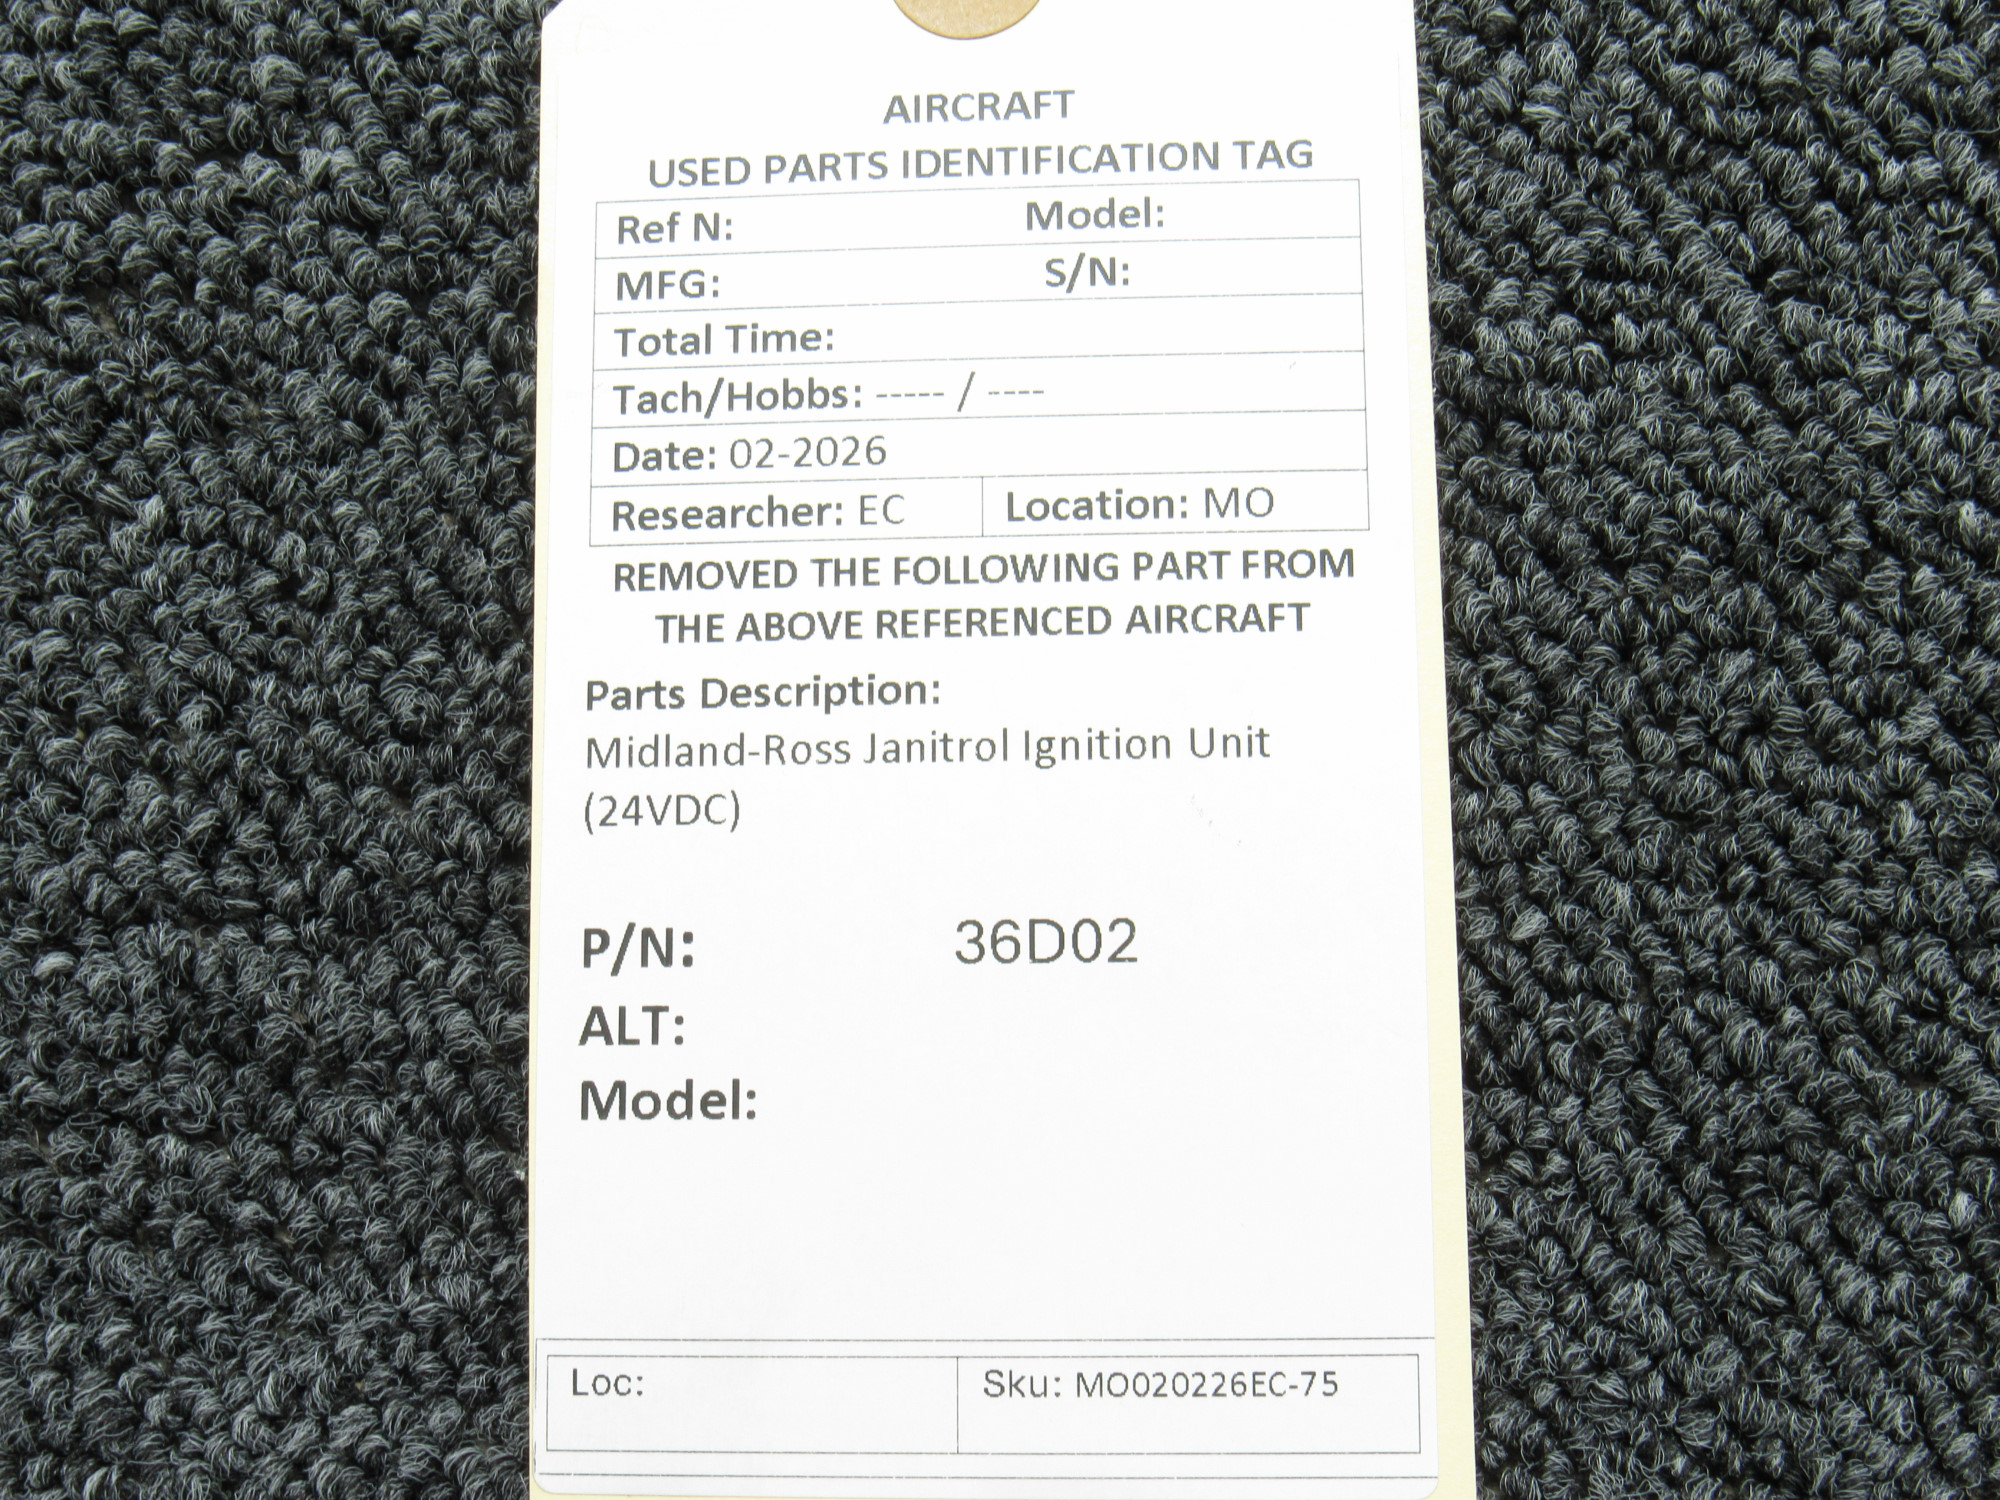 AIRCRAFT
USED PARTS IDENTIFICATION TAG
Ref N: Model:
MFG: S/N:
Total Time:
Tach/Hobbs: ----- / ----
Date: 02-2026
Researcher: EC Location: MO
REMOVED THE FOLLOWING PART FROM
THE ABOVE REFERENCED AIRCRAFT
Parts Description:
Midland-Ross Janitrol Ignition Unit
(24VDC)
P/N: 36D02
ALT:
Model:
Loc: Sku: MO020226EC-75